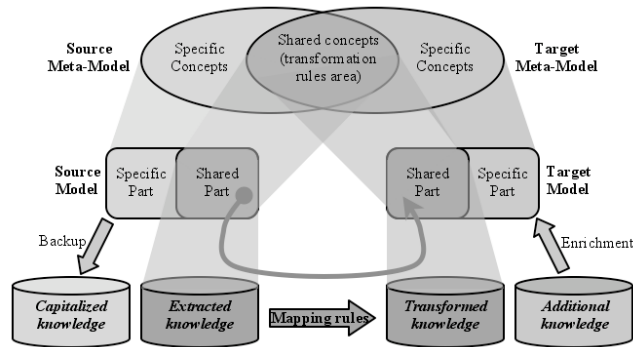 Source
Meta-Model
Specific
Concepts
Shared concepts
(transformation
rules area)
Specific
Concepts
Target
Meta-Model
Source
Model
Specific
Part
Shared
Part
Shared
Part
Specific
Part
Target
Model
Backup
Enrichment
Capitalized
knowledge
Extracted
knowledge
Mapping rules
Transformed
knowledge
Additional
knowledge